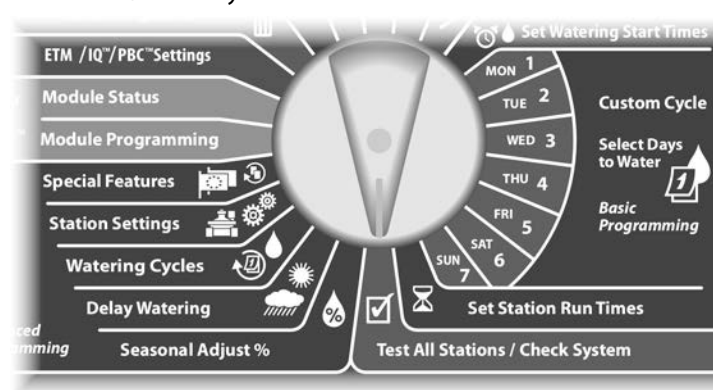 Set Watering Start Times
ETM /IQ™/PBC™Settings
Module Status
Module Programming
Special Features
Station Settings
Watering Cycles
Delay Watering
Seasonal Adjust %
%
MON 1
TUE 2
WED 3
THU 4
FRI 5
SAT 6
SUN 7
Custom Cycle
Select Days
to Water
1
Basic
Programming
Set Station Run Times
Test All Stations / Check System